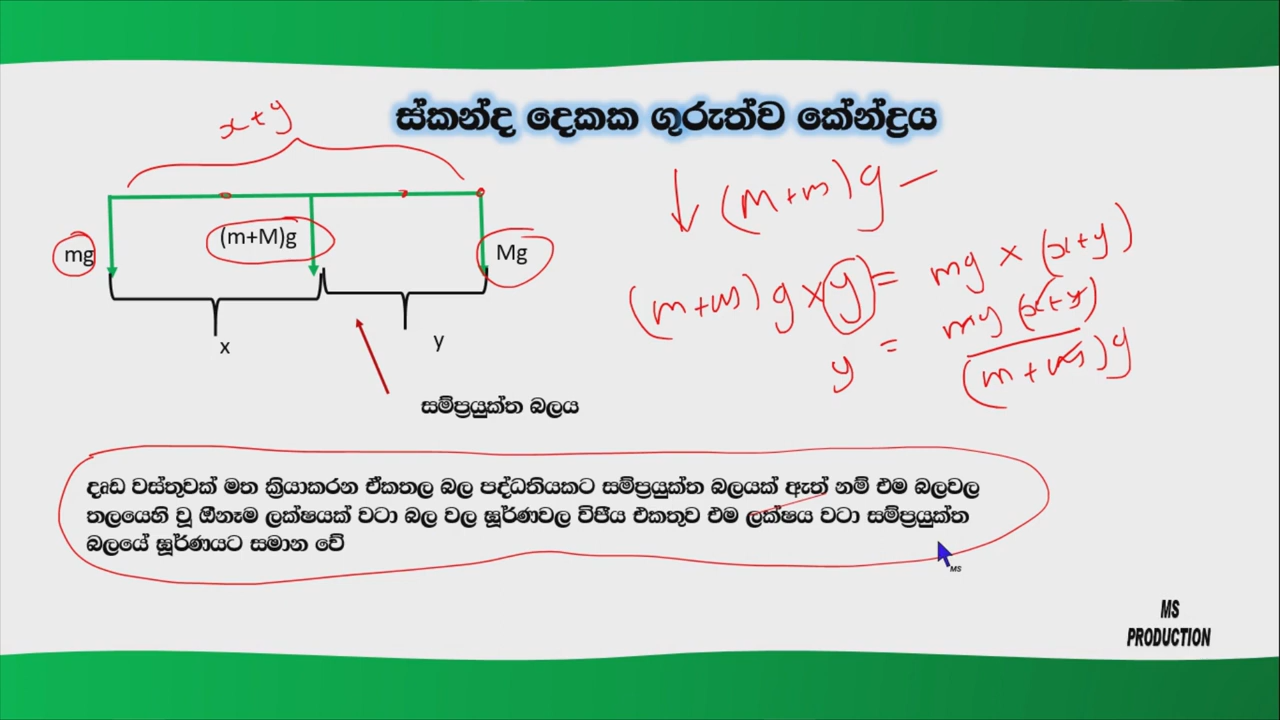 ස්කන්ද දෙකක ගුරුත්ව කේන්ද්‍රය
x+y
↓(m+m)g –
mg
(m+M)g
Mg
(m+m)g×y = mg×(x+y)
y = mg(x+y)
(m+m)g
x
y
සම්ප්‍රයුක්ත බලය
දෘඩ වස්තුවක් මත ක්‍රියාකරන ඒකතල බල පද්ධතියකට සම්ප්‍රයුක්ත බලයක් ඇත් නම් එම බලවල
තලයෙහි වූ ඕනෑම ලක්ෂයක් වටා බල වල ඝූර්ණවල විජීය එකතුව එම ලක්ෂය වටා සම්ප්‍රයුක්ත
බලයේ ඝූර්ණයට සමාන වේ
MS
MS
PRODUCTION